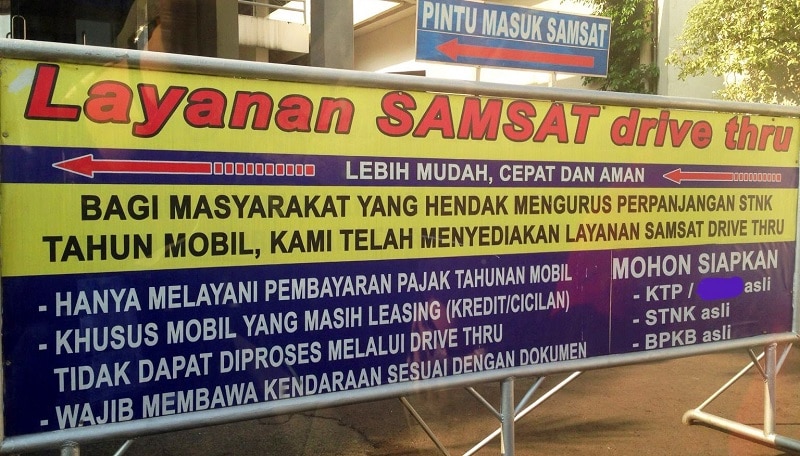 PINTU MASUK SAMSAT
Layanan SAMSAT drive thru
LEBIH MUDAH, CEPAT DAN AMAN
BAGI MASYARAKAT YANG HENDAK MENGURUS PERPANJANGAN STNK
TAHUN MOBIL, KAMI TELAH MENYEDIAKAN LAYANAN SAMSAT DRIVE THRU
- HANYA MELAYANI PEMBAYARAN PAJAK TAHUNAN MOBIL
- KHUSUS MOBIL YANG MASIH LEASING (KREDIT/CICILAN)
TIDAK DAPAT DIPROSES MELALUI DRIVE THRU
- WAJIB MEMBAWA KENDARAAN SESUAI DENGAN DOKUMEN
MOHON SIAPKAN
- KTP / asli
- STNK asli
- BPKB asli